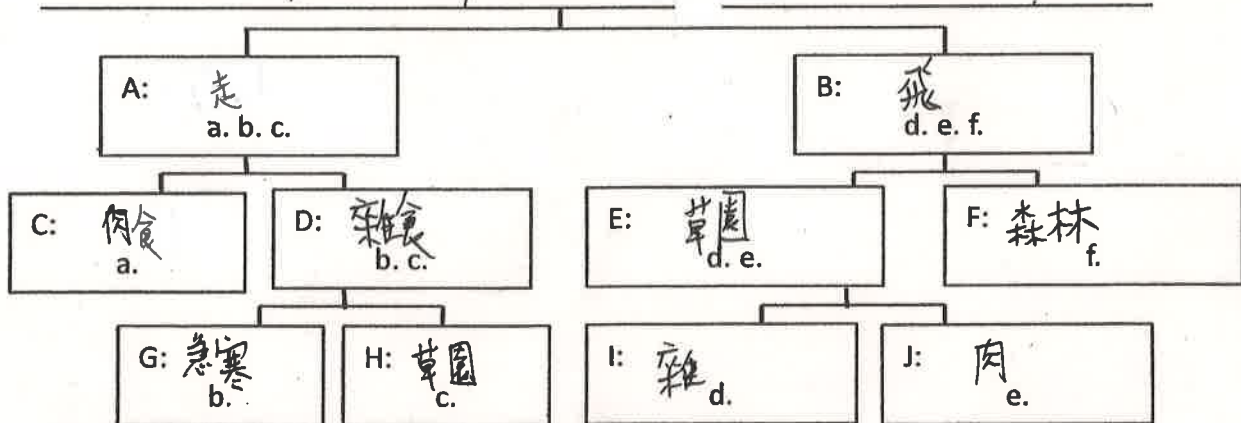 A: 走
a. b. c.
B: 飛
d. e. f.
C: 肉食
a.
D: 雜食
b. c.
E: 草園
d. e.
F: 森林
f.
G: 急寒
b.
H: 草園
c.
I: 雜
d.
J: 肉
e.